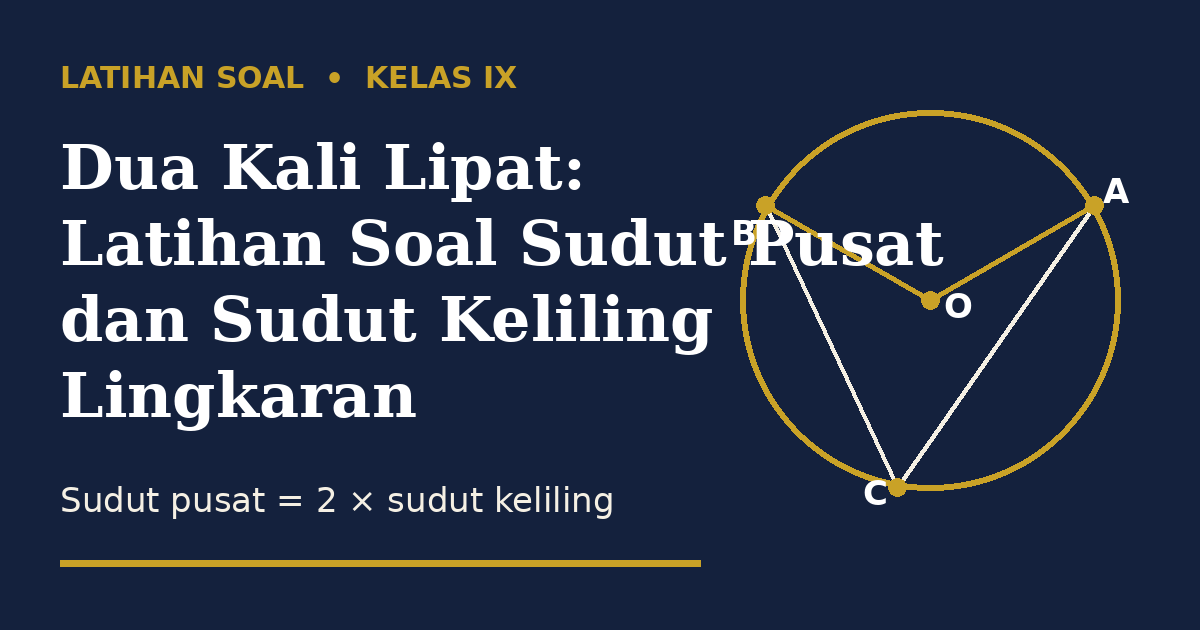 LATIHAN SOAL • KELAS IX
Dua Kali Lipat:
Latihan Soal Sudut Pusat
dan Sudut Keliling
Lingkaran
Sudut pusat = 2 × sudut keliling
A
B
O
C